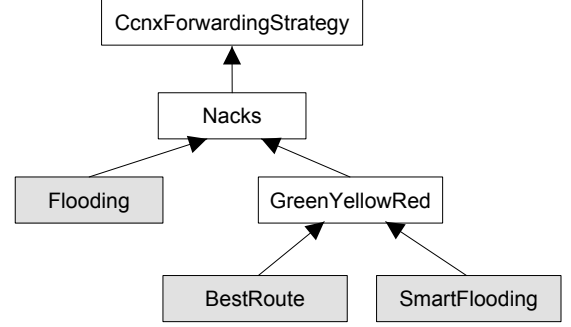 CcnxForwardingStrategy
Nacks
Flooding
GreenYellowRed
BestRoute
SmartFlooding